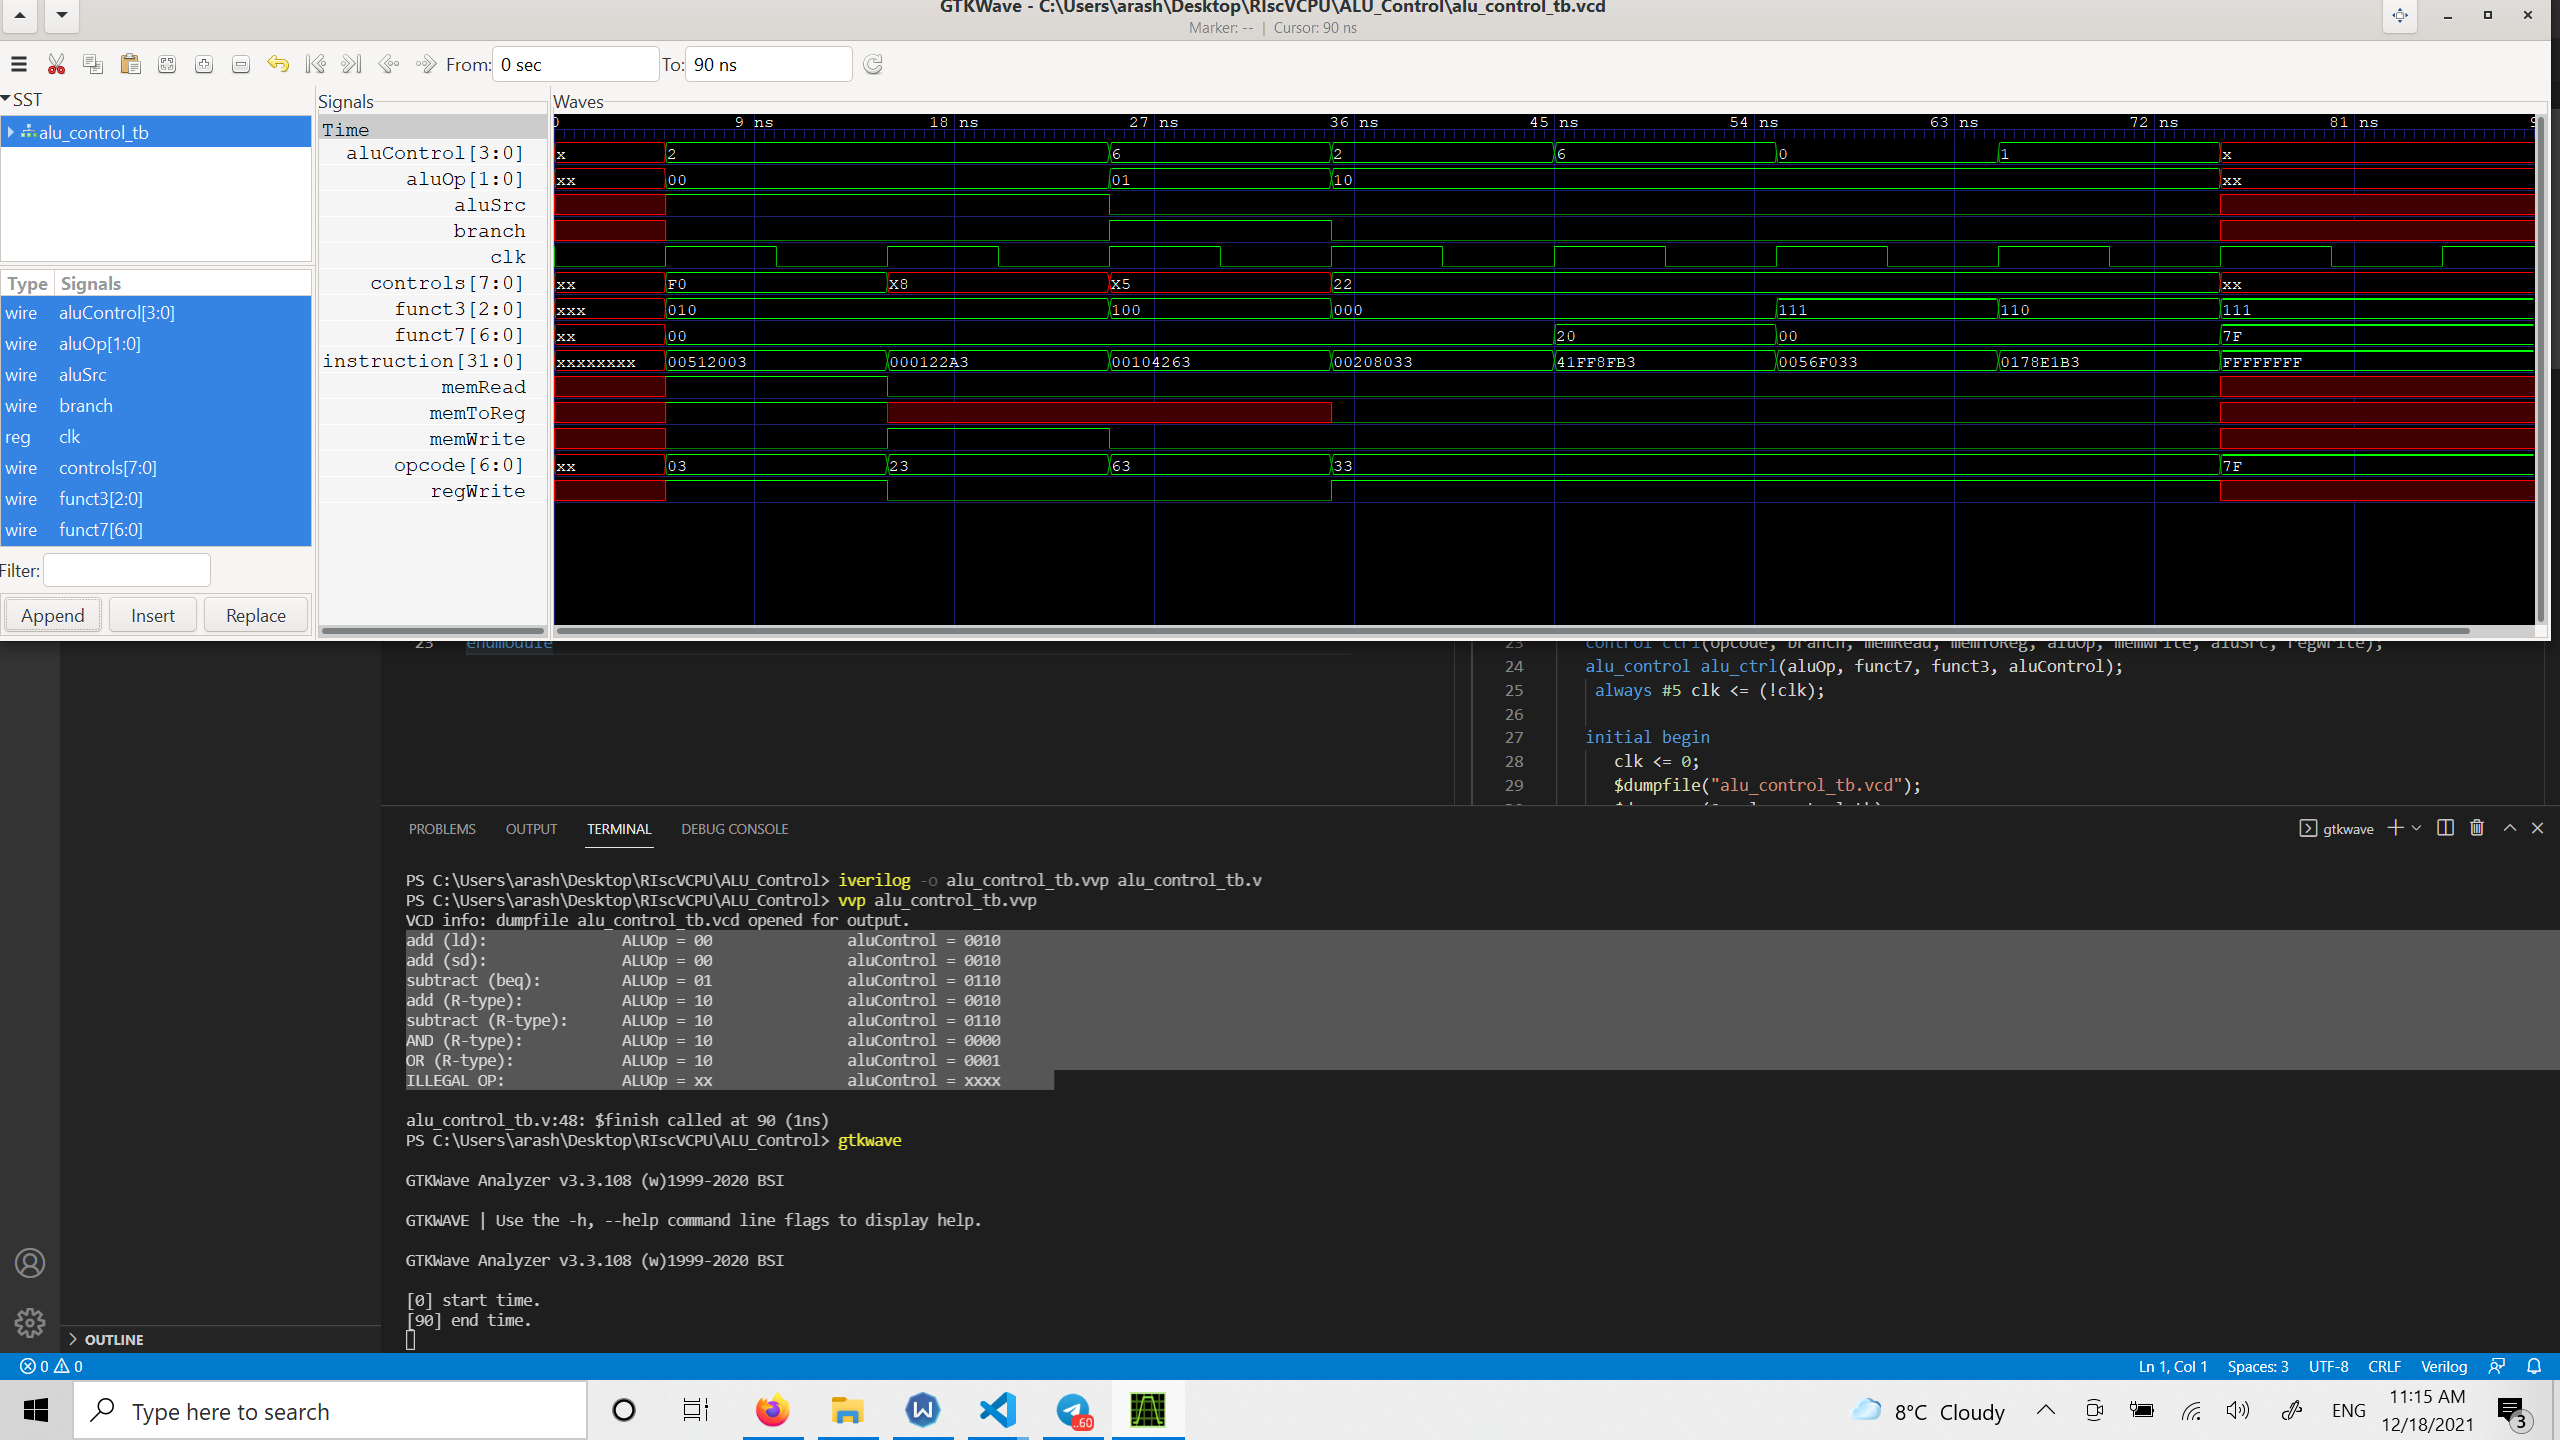 GTKWave - C:\Users\arash\Desktop\RIscVCPU\ALU_Control\alu_control_tb.vcd
Marker: -- | Cursor: 90 ns
From: 0 sec To: 90 ns
SST
alu_control_tb
Type Signals
wire aluControl[3:0]
wire aluOp[1:0]
wire aluSrc
wire branch
reg clk
wire controls[7:0]
wire funct3[2:0]
wire funct7[6:0]
Filter:
Append Insert Replace
Signals
Time
aluControl[3:0]
aluOp[1:0]
aluSrc
branch
clk
controls[7:0]
funct3[2:0]
funct7[6:0]
instruction[31:0]
memRead
memToReg
memWrite
opcode[6:0]
regWrite
Waves
0 9 ns 18 ns 27 ns 36 ns 45 ns 54 ns 63 ns 72 ns 81 ns 9
x 2 6 2 6 0 1 x
xx 00 01 10 xx
xx F0 X8 X5 22 xx
xxx 010 100 000 111 110 111
xx 00 20 00 7F
xxxxxxxx 00512003 000122A3 00104263 00208033 41FF8FB3 0056F033 0178E1B3 FFFFFFFF
xx 03 23 63 33 7F
23 endmodule
23 control ctrl(opcode, branch, memRead, memToReg, aluOp, memWrite, aluSrc, regWrite);
24 alu_control alu_ctrl(aluOp, funct7, funct3, aluControl);
25 always #5 clk <= (!clk);
26
27 initial begin
28 clk <= 0;
29 $dumpfile("alu_control_tb.vcd");
PROBLEMS OUTPUT TERMINAL DEBUG CONSOLE
gtkwave
PS C:\Users\arash\Desktop\RIscVCPU\ALU_Control> iverilog -o alu_control_tb.vvp alu_control_tb.v
PS C:\Users\arash\Desktop\RIscVCPU\ALU_Control> vvp alu_control_tb.vvp
VCD info: dumpfile alu_control_tb.vcd opened for output.
add (ld): ALUOp = 00 aluControl = 0010
add (sd): ALUOp = 00 aluControl = 0010
subtract (beq): ALUOp = 01 aluControl = 0110
add (R-type): ALUOp = 10 aluControl = 0010
subtract (R-type): ALUOp = 10 aluControl = 0110
AND (R-type): ALUOp = 10 aluControl = 0000
OR (R-type): ALUOp = 10 aluControl = 0001
ILLEGAL OP: ALUOp = xx aluControl = xxxx
alu_control_tb.v:48: $finish called at 90 (1ns)
PS C:\Users\arash\Desktop\RIscVCPU\ALU_Control> gtkwave
GTKWave Analyzer v3.3.108 (w)1999-2020 BSI
GTKWAVE | Use the -h, --help command line flags to display help.
GTKWave Analyzer v3.3.108 (w)1999-2020 BSI
[0] start time.
[90] end time.
OUTLINE
0 0
Ln 1, Col 1 Spaces: 3 UTF-8 CRLF Verilog
Type here to search
..60
8°C Cloudy
ENG
11:15 AM
12/18/2021
3